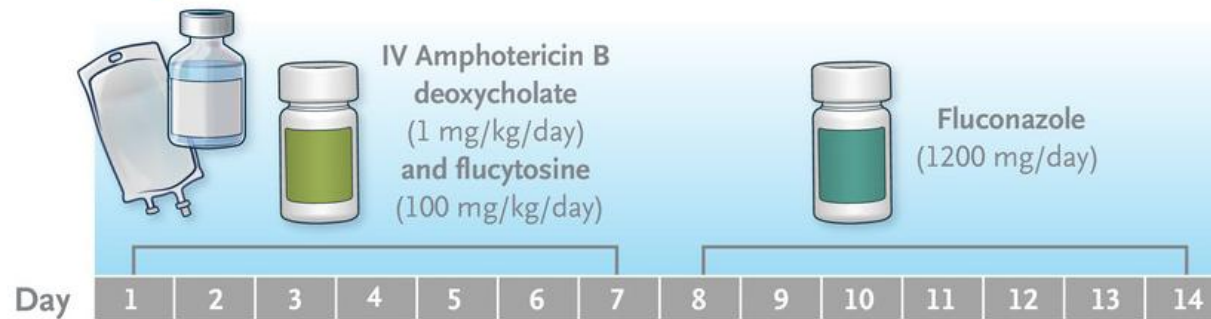 IV Amphotericin B
deoxycholate
(1 mg/kg/day)
and flucytosine
(100 mg/kg/day)
Fluconazole
(1200 mg/day)
Day 1 2 3 4 5 6 7 8 9 10 11 12 13 14